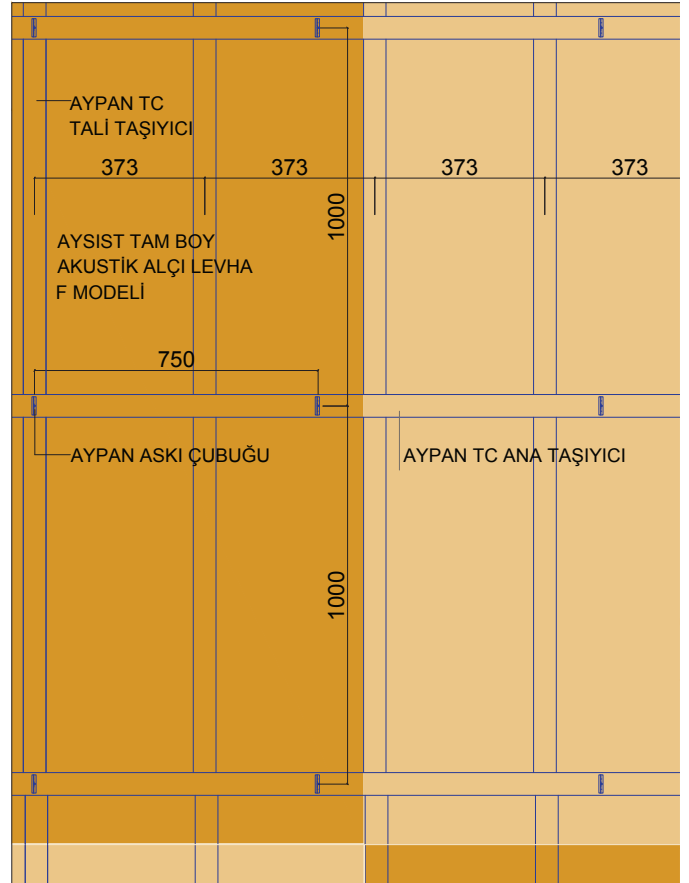 AYPAN TC
TALİ TAŞIYICI
373 373 373 373
1000
AYSIST TAM BOY
AKUSTİK ALÇI LEVHA
F MODELİ
750
AYPAN ASKI ÇUBUĞU
AYPAN TC ANA TAŞIYICI
1000